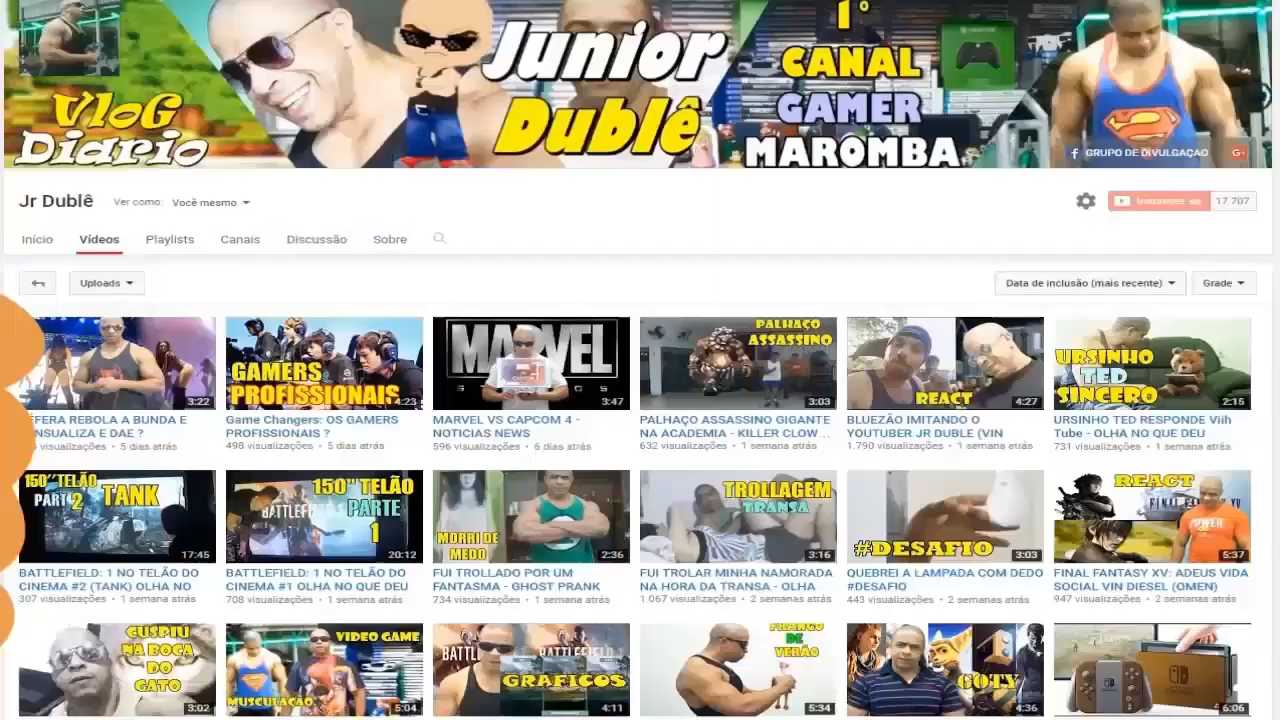 Junior
1º
CANAL
GAMER
MAROMBA
VloG
Diario
Dublê
GRUPO DE DIVULGAÇAO
G+
Jr Dublê
Ver como:
Você mesmo
Inscrever-se
17.707
Início
Vídeos
Playlists
Canais
Discussão
Sobre
Uploads
Data de inclusão (mais recente)
Grade
3:22
GAMERS
PROFISSIONAIS
4:23
MARVEL
3:47
PALHAÇO
ASSASSINO
3:03
REACT
4:27
URSINHO
TED
SINCERO
2:15
FERA REBOLA A BUNDA E
NSUALIZA E DAE ?
visualizações • 5 dias atrás
Game Changers: OS GAMERS
PROFISSIONAIS ?
498 visualizações • 5 dias atrás
MARVEL VS CAPCOM 4 -
NOTICIAS NEWS
596 visualizações • 6 dias atrás
PALHAÇO ASSASSINO GIGANTE
NA ACADEMIA - KILLER CLOW...
632 visualizações • 1 semana atrás
BLUEZÃO IMITANDO O
YOUTUBER JR DUBLE (VIN
1.790 visualizações • 1 semana atrás
URSINHO TED RESPONDE Viih
Tube - OLHA NO QUE DEU
731 visualizações • 1 semana atrás
150"TELÃO
PART 2
TANK
17:45
150" TELÃO
BATTLEFIELD 1
PARTE
1
20:12
MORRI DE
MEDO
2:36
TROLLAGEM
TRANSA
3:16
#DESAFIO
3:03
REACT
FINAL FANTASY XV
POWER
5:37
BATTLEFIELD: 1 NO TELÃO DO
CINEMA #2 (TANK) OLHA NO
307 visualizações • 1 semana atrás
BATTLEFIELD: 1 NO TELÃO DO
CINEMA #1 OLHA NO QUE DEU
708 visualizações • 1 semana atrás
FUI TROLLADO POR UM
FANTASMA - GHOST PRANK
734 visualizações • 1 semana atrás
FUI TROLAR MINHA NAMORADA
NA HORA DA TRANSA - OLHA
1.067 visualizações • 2 semanas atrás
QUEBREI A LAMPADA COM DEDO
#DESAFIO
443 visualizações • 2 semanas atrás
FINAL FANTASY XV: ADEUS VIDA
SOCIAL VIN DIESEL (OMEN)
947 visualizações • 2 semanas atrás
CUSPIU
NA BOCA
DO
GATO
3:02
VIDEO GAME
MUSCULAÇÃO
5:04
BATTL
BATTLEFIELD 1
GRAFICOS
4:11
FRANGO
DE
VERÃO
5:34
GOTY
4:36
6:06